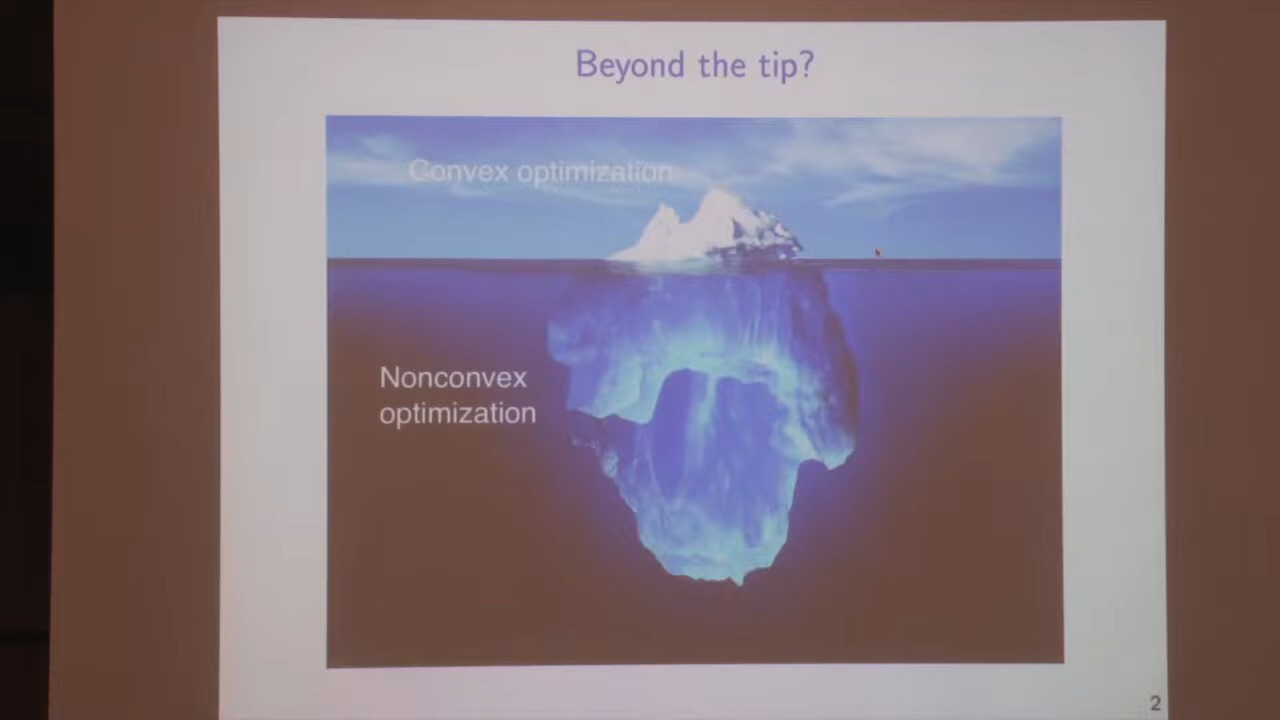 Beyond the tip?
Convex optimization
Nonconvex
optimization
2